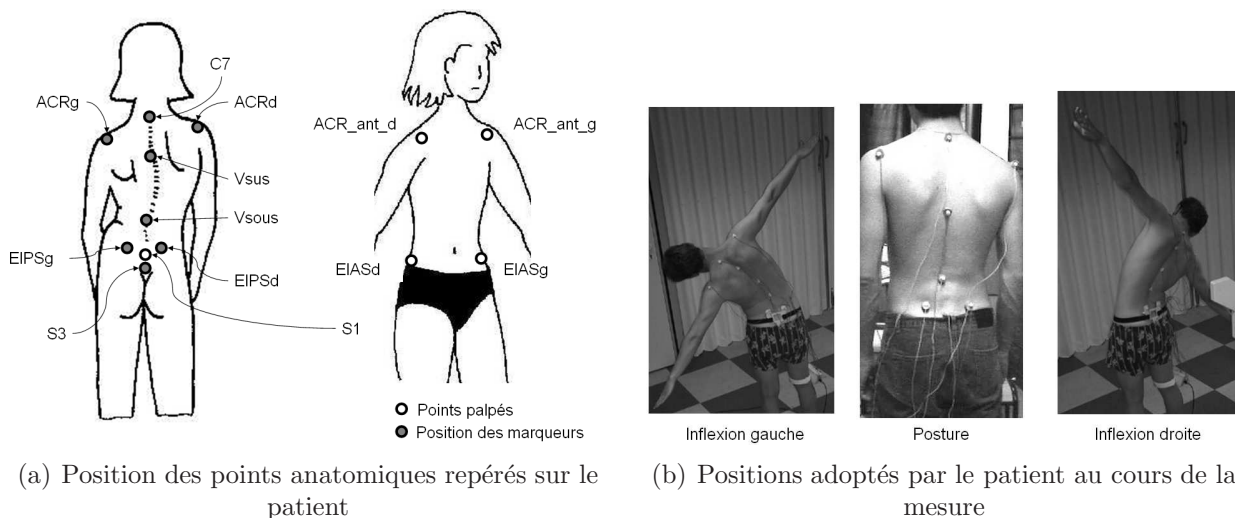 C7
ACRg
ACRd
Vsus
Vsous
EIPSg
EIPSd
S3
S1
ACR_ant_d
ACR_ant_g
EIASd
EIASg
Points palpés
Position des marqueurs
Inflexion gauche
Posture
Inflexion droite
(a) Position des points anatomiques repérés sur le
patient
(b) Positions adoptés par le patient au cours de la
mesure